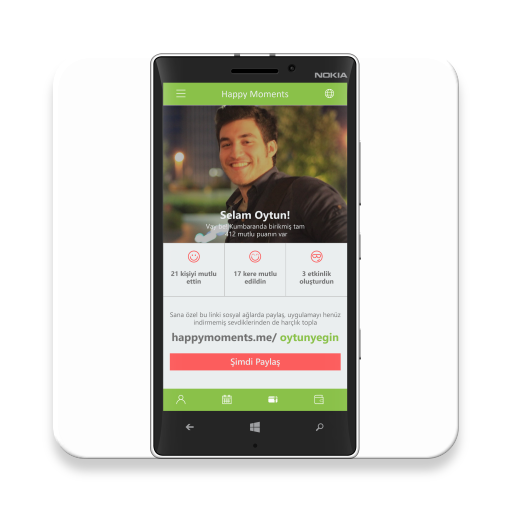 NOKIA
Happy Moments
Selam Oytun!
Vay be! Kumbaranda birikmiş tam
412 mutlu puanın var
21 kişiyi mutlu
ettin
17 kere mutlu
edildin
3 etkinlik
oluşturdun
Sana özel bu linki sosyal ağlarda paylaş, uygulamayı henüz
indirmemiş sevdiklerinden de harçlık topla
happymoments.me/ oytunyegin
Şimdi Paylaş